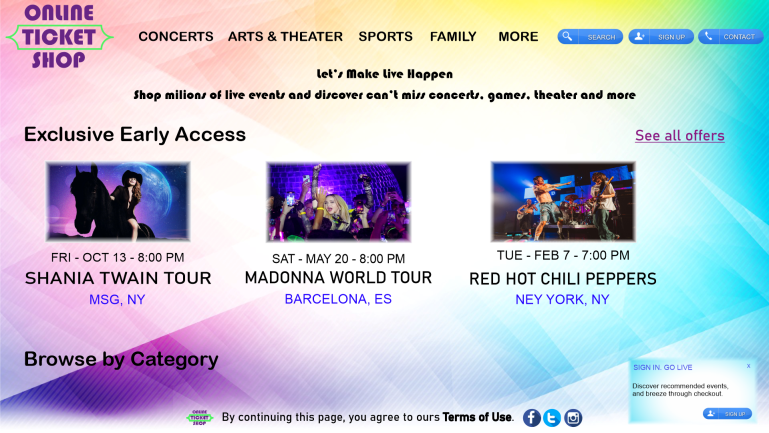 ONLINE
TICKET
SHOP
CONCERTS ARTS & THEATER SPORTS FAMILY MORE SEARCH SIGN UP CONTACT
Let's Make Live Happen
Shop milions of live events and discover can't miss concerts, games, theater and more
Exclusive Early Access
See all offers
FRI - OCT 13 - 8:00 PM
SHANIA TWAIN TOUR
MSG, NY
SAT - MAY 20 - 8:00 PM
MADONNA WORLD TOUR
BARCELONA, ES
TUE - FEB 7 - 7:00 PM
RED HOT CHILI PEPPERS
NEY YORK, NY
Browse by Category
SIGN IN. GO LIVE X
Discover recommended events,
and breeze through checkout.
SIGN UP
ONLINE
TICKET
SHOP
By continuing this page, you agree to ours Terms of Use.